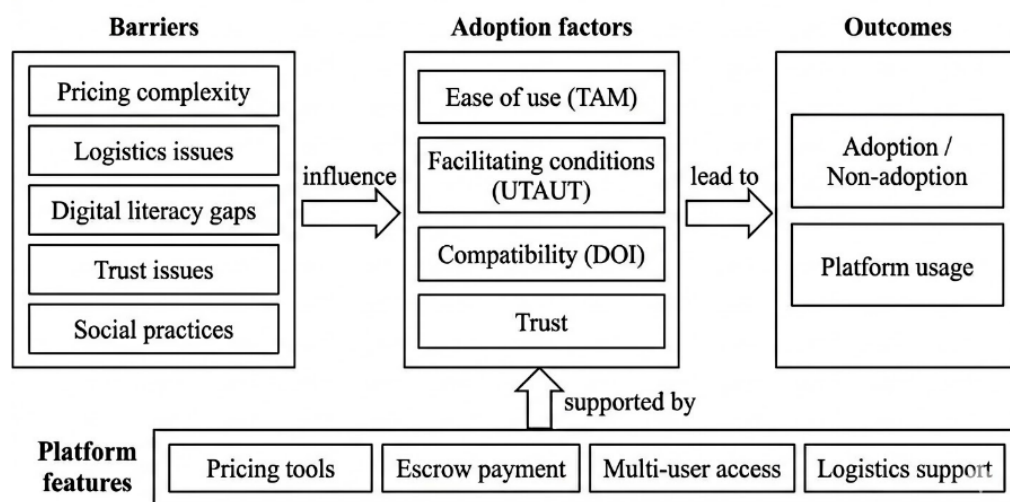 Barriers
Adoption factors
Outcomes
Pricing complexity
Logistics issues
Digital literacy gaps
Trust issues
Social practices
influence
Ease of use (TAM)
Facilitating conditions
(UTAUT)
Compatibility (DOI)
Trust
lead to
Adoption /
Non-adoption
Platform usage
supported by
Platform
features
Pricing tools
Escrow payment
Multi-user access
Logistics support